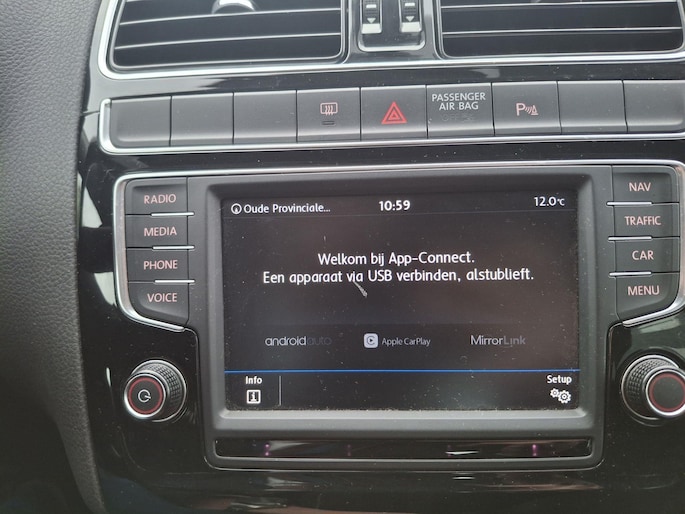 PASSENGER
AIR BAG
P
RADIO
MEDIA
PHONE
VOICE
Oude Provinciale...
10:59
12.0°C
Welkom bij App-Connect.
Een apparaat via USB verbinden, alstublieft.
androidauto
Apple CarPlay
MirrorLink
Info
i
Setup
NAV
TRAFFIC
CAR
MENU